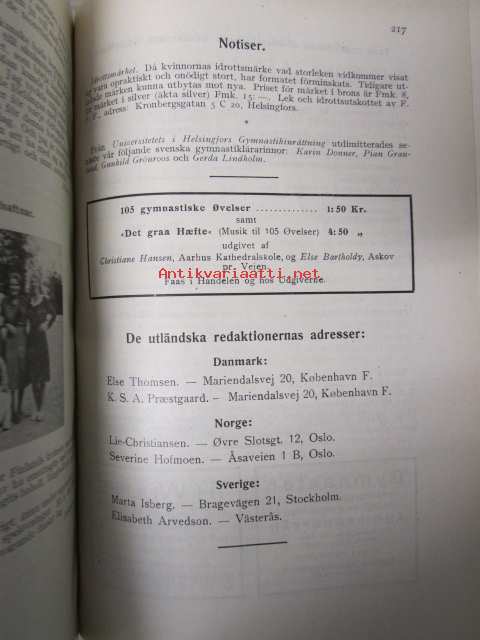 217
Notiser.
Idrottsmärket. Då kvinnornas idrottsmärke vad storleken vidkommer visat
sig vara opraktiskt och onödigt stort, har formatet förminskats. Tidigare ut-
märken kunna utbytas mot nya. Priset för märket i brons är Fmk. 8.
märket i silver (äkta silver) Fmk. 15: —. Lek och idrottsutskottet av F.
adress: Kronbergsgatan 5 C 20, Helsingfors.
*
Från Universitetets i Helsingfors Gymnastikinrättning utdimitterades se-
vår följande svenska gymnastiklärarinnor: Karin Donner, Pian
Gunhild Grönroos och Gerda Lindholm.
105 gymnastiske Øvelser .............. 1:50 Kr.
samt
«Det graa Hæfte» (Musik til 105 Øvelser) 4:50 „
udgivet af
Christiane Hansen, Aarhus Kathedralskole, og Else Bartholdy, Askov
pr. Vejen.
Antikvariaatti.net
Faas i Handelen og hos Udgiverne.
De utländska redaktionernas adresser:
Danmark:
Else Thomsen. — Mariendalsvej 20, København F.
K. S. A. Præstgaard. - Mariendalsvej 20, København F.
Norge:
Lie-Christiansen. — Øvre Slotsgt. 12, Oslo.
Severine Hofmoen. — Åsaveien 1 B, Oslo.
Sverige:
Marta Isberg. — Bragevägen 21, Stockholm.
Elisabeth Arvedson. — Västerås.